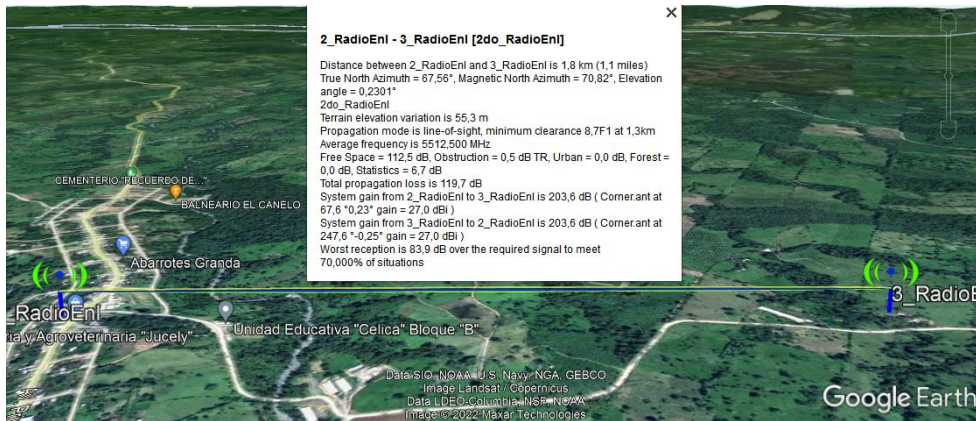 2_RadioEnl - 3_RadioEnl [2do_RadioEnl]
Distance between 2_RadioEnl and 3_RadioEnl is 1,8 km (1,1 miles)
True North Azimuth = 67,56°, Magnetic North Azimuth = 70,82°, Elevation
angle = 0,2301°
2do_RadioEnl
Terrain elevation variation is 55,3 m
Propagation mode is line-of-sight, minimum clearance 8,7F1 at 1,3km
Average frequency is 5512,500 MHz
Free Space = 112,5 dB, Obstruction = 0,5 dB TR, Urban = 0,0 dB, Forest =
0,0 dB, Statistics = 6,7 dB
Total propagation loss is 119,7 dB
System gain from 2_RadioEnl to 3_RadioEnl is 203,6 dB ( Corner.ant at
67,6 °0,23° gain = 27,0 dBi )
System gain from 3_RadioEnl to 2_RadioEnl is 203,6 dB ( Corner.ant at
247,6 °-0,25° gain = 27,0 dBi )
Worst reception is 83,9 dB over the required signal to meet
70,000% of situations
CEMENTERIO "RECUERDO DE...
BALNEARIO EL CANELO
Abarrotes Granda
_RadioEnl
3_RadioE
ria y Agroveterinaria "Jucely"
Unidad Educativa "Celica" Bloque "B"
Data SIO, NOAA, U.S. Navy, NGA, GEBCO
Image Landsat / Copernicus
Data LDEO-Columbia, NSF, NOAA
Image © 2022 Maxar Technologies
Google Earth